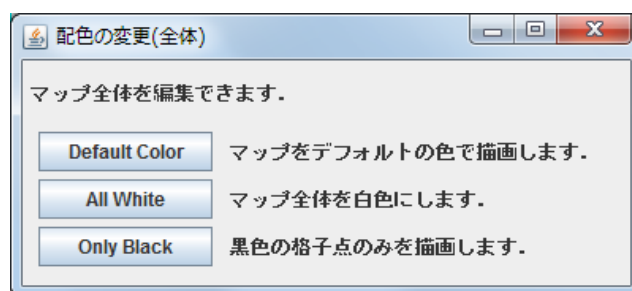 配色の変更(全体)
マップ全体を編集できます.
Default Color マップをデフォルトの色で描画します.
All White マップ全体を白色にします.
Only Black 黒色の格子点のみを描画します.